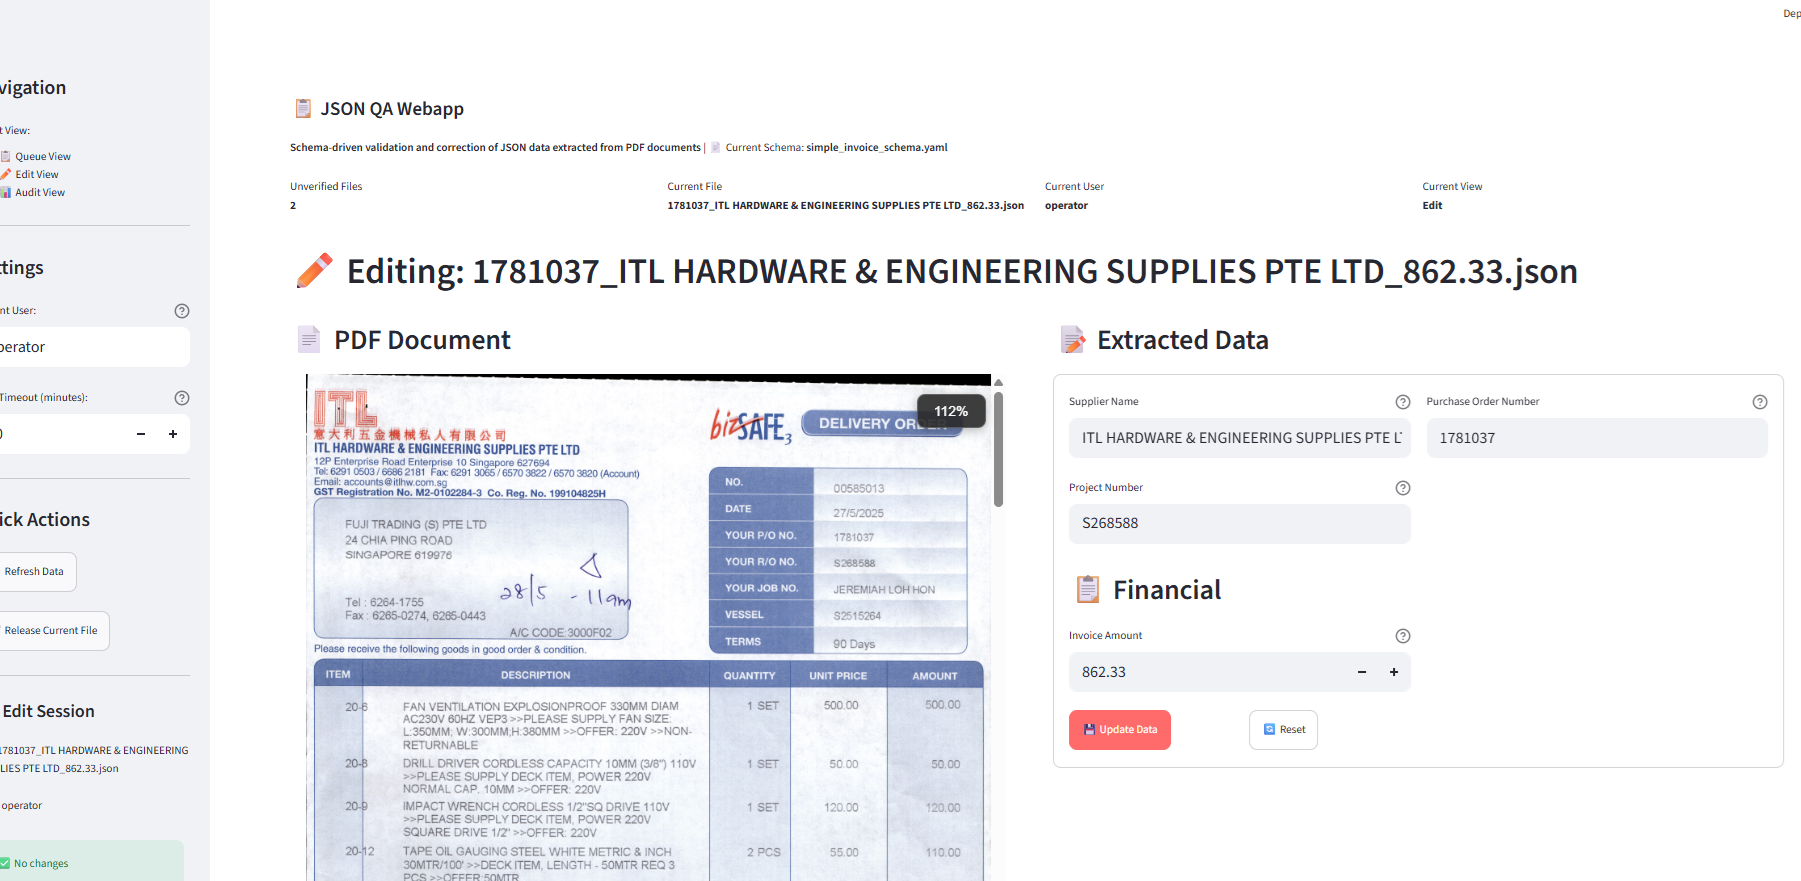 Dep
vigation
t View:
Queue View
Edit View
Audit View
ttings
nt User:
perator
Timeout (minutes):
0
ick Actions
Refresh Data
Release Current File
Edit Session
1781037_ITL HARDWARE & ENGINEERING
LIES PTE LTD_862.33.json
operator
No changes
JSON QA Webapp
Schema-driven validation and correction of JSON data extracted from PDF documents | Current Schema: simple_invoice_schema.yaml
Unverified Files
2
Current File
1781037_ITL HARDWARE & ENGINEERING SUPPLIES PTE LTD_862.33.json
Current User
operator
Current View
Edit
Editing: 1781037_ITL HARDWARE & ENGINEERING SUPPLIES PTE LTD_862.33.json
PDF Document
112%
ITL
意大利五金機械私人有限公司
ITL HARDWARE & ENGINEERING SUPPLIES PTE LTD
12P Enterprise Road Enterprise 10 Singapore 627694
Tel: 6291 0503 / 6686 2181 Fax: 6291 3065 / 6570 3822 / 6570 3820 (Account)
Email: accounts@itlhw.com.sg
GST Registration No. M2-0102284-3 Co. Reg. No. 199104825H
bizSAFE3
DELIVERY ORDER
FUJI TRADING (S) PTE LTD
24 CHIA PING ROAD
SINGAPORE 619976
28/5 - 11am
Tel : 6264-1755
Fax : 6265-0274, 6265-0443
A/C CODE:3000F02
NO. 00585013
DATE 27/5/2025
YOUR P/O NO. 1781037
YOUR R/O NO. S268588
YOUR JOB NO. JEREMIAH LOH HON
VESSEL S2515264
TERMS 90 Days
Please receive the following goods in good order & condition.
ITEM DESCRIPTION QUANTITY UNIT PRICE AMOUNT
20-6 FAN VENTILATION EXPLOSIONPROOF 330MM DIAM 1 SET 500.00 500.00
AC230V 60HZ VEP3 >>PLEASE SUPPLY FAN SIZE.
L:350MM; W:300MM;H:380MM >>OFFER: 220V >>NON-
RETURNABLE
20-8 DRILL DRIVER CORDLESS CAPACITY 10MM (3/8") 110V 1 SET 50.00 50.00
>>PLEASE SUPPLY DECK ITEM, POWER 220V
NORMAL CAP. 10MM >>OFFER: 220V
20-9 IMPACT WRENCH CORDLESS 1/2"SQ DRIVE 110V 1 SET 120.00 120.00
>>PLEASE SUPPLY DECK ITEM, POWER 220V
SQUARE DRIVE 1/2" >>OFFER: 220V
20-12 TAPE OIL GAUGING STEEL WHITE METRIC & INCH 2 PCS 55.00 110.00
30MTR/100' >>DECK ITEM, LENGTH - 50MTR REQ 3
PCS >>OFFER:50MTR
Extracted Data
Supplier Name
ITL HARDWARE & ENGINEERING SUPPLIES PTE LT
Purchase Order Number
1781037
Project Number
S268588
Financial
Invoice Amount
862.33
Update Data
Reset